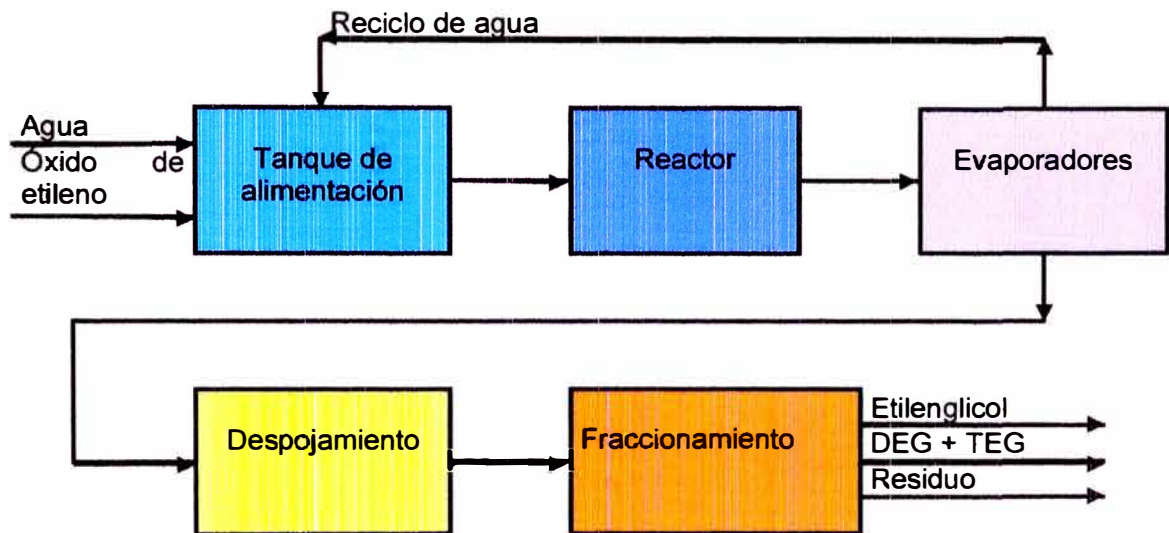 Reciclo de agua
Agua
Óxido de
etileno
Tanque de
alimentación
Reactor
Evaporadores
Despojamiento
Fraccionamiento
Etilenglicol
DEG + TEG
Residuo